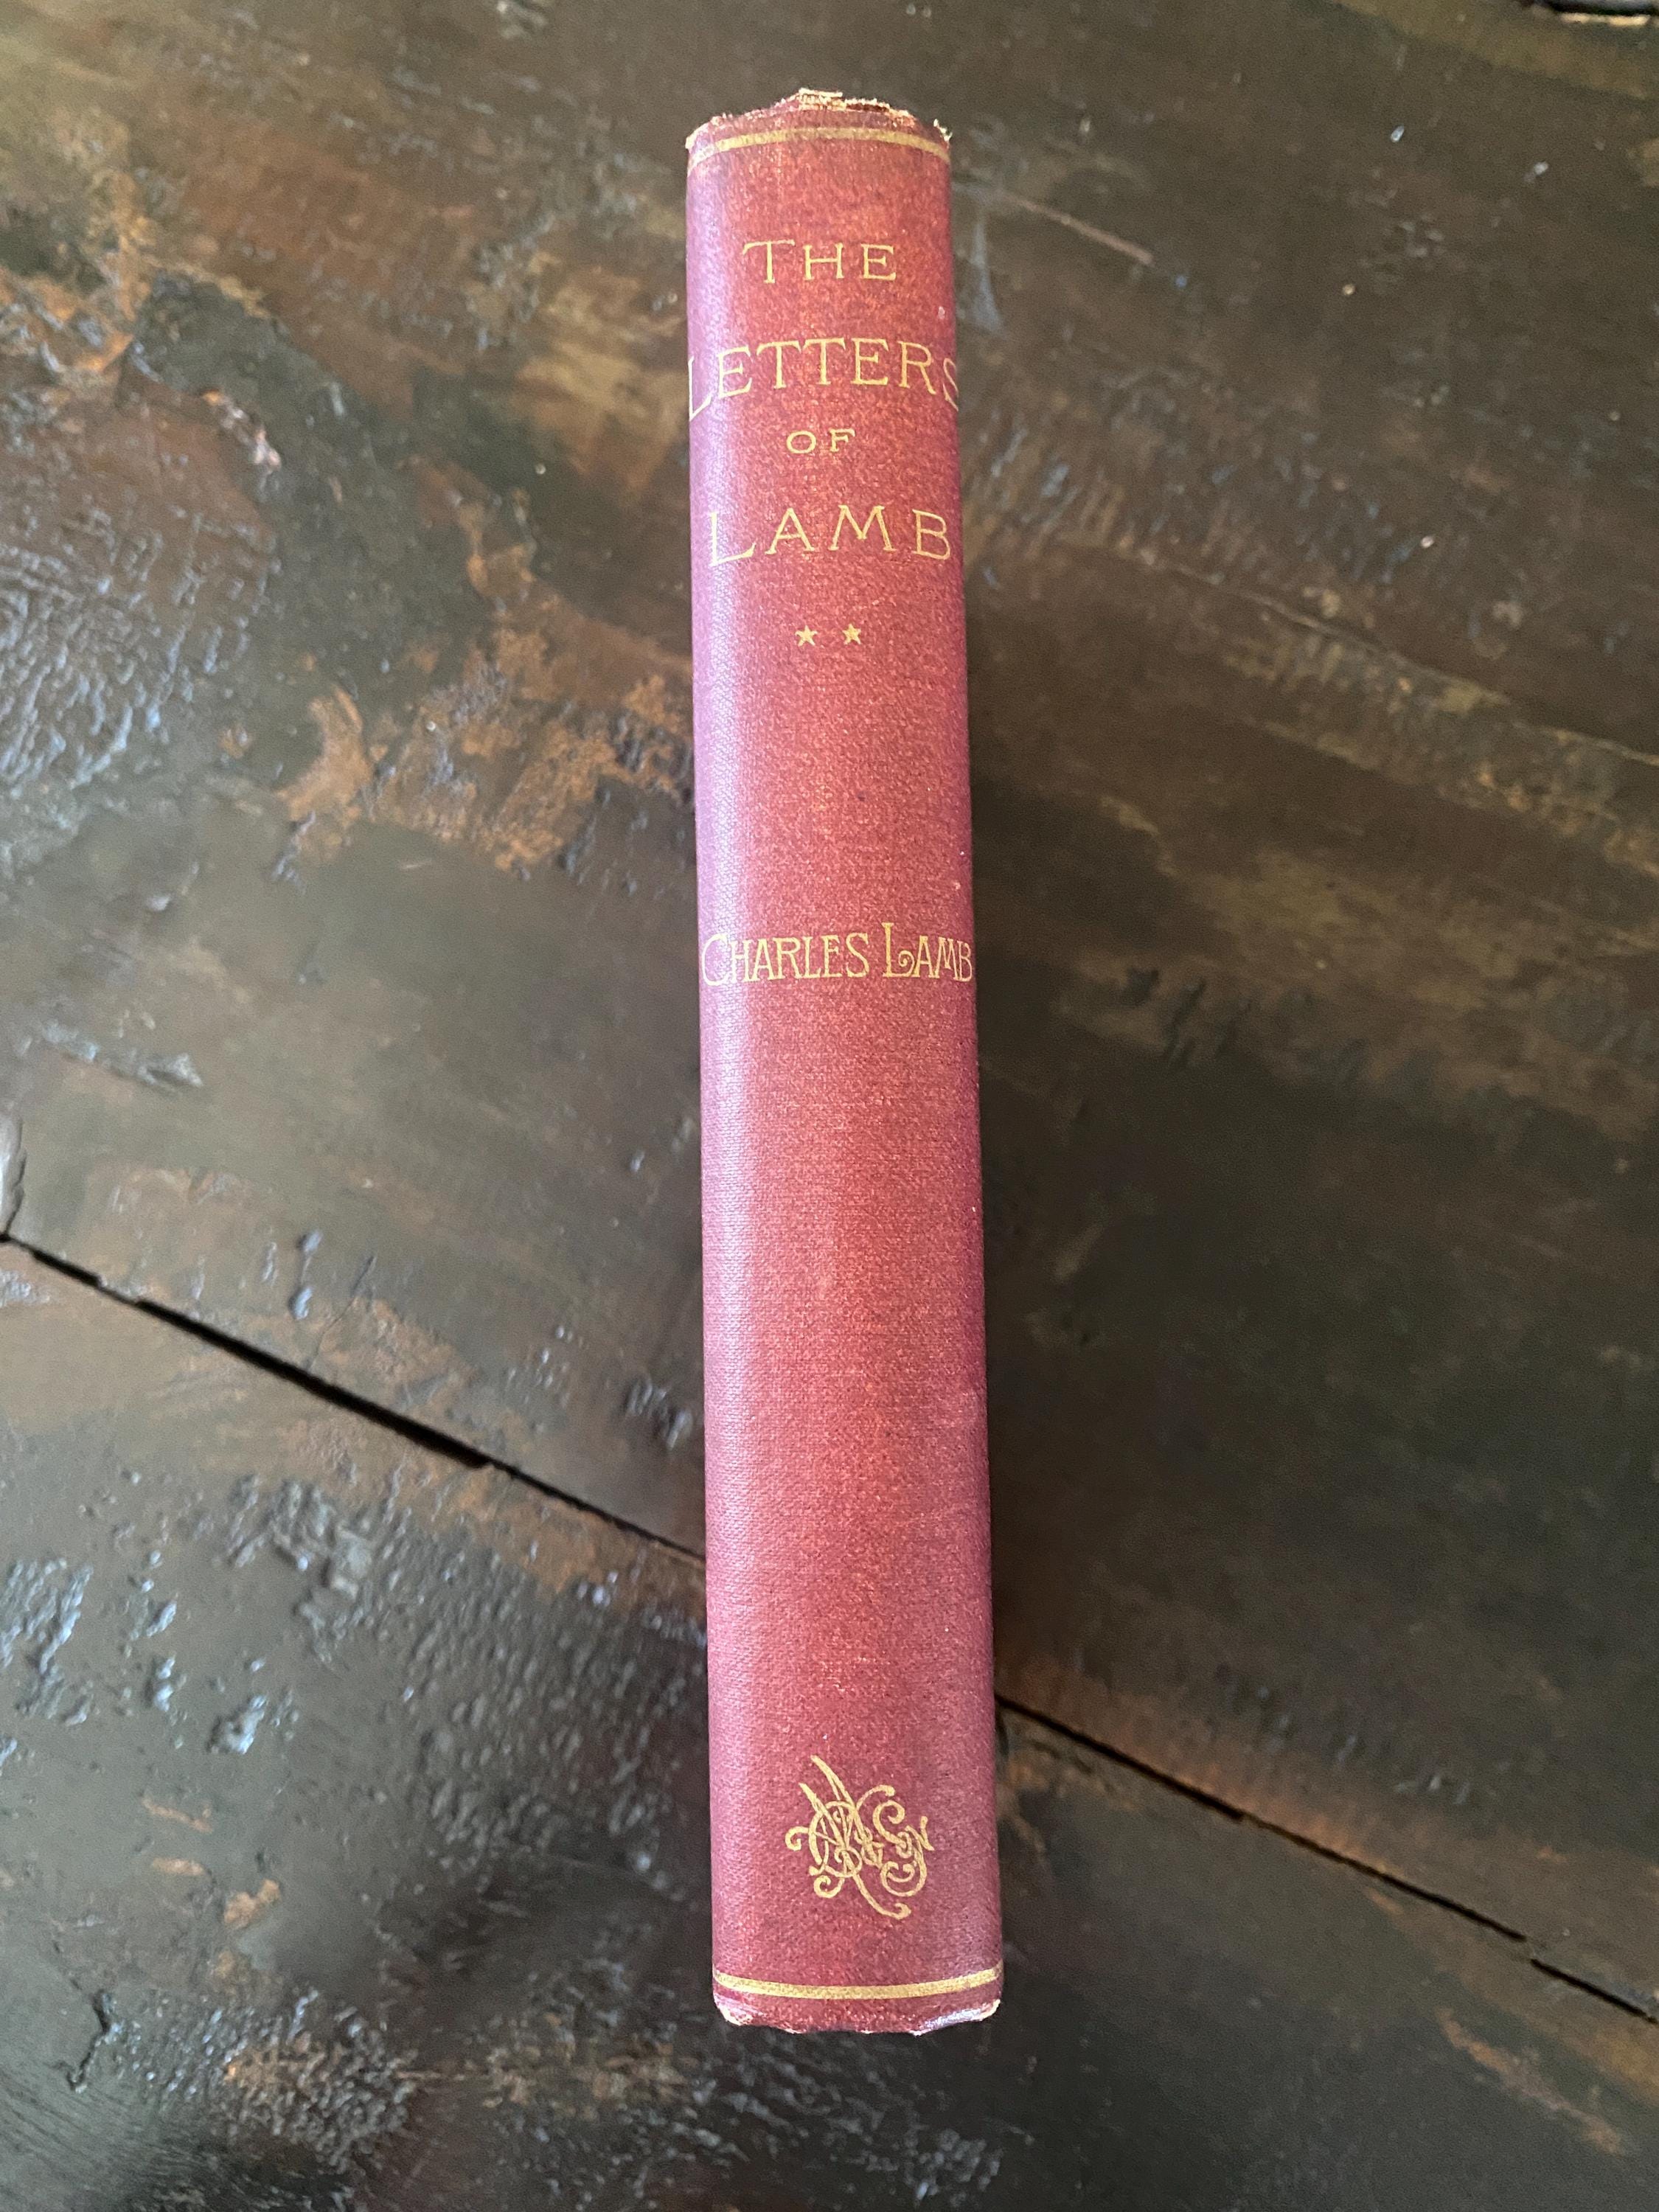 THE
LETTERS
OF
LAMB
★ ★
CHARLES LAMB